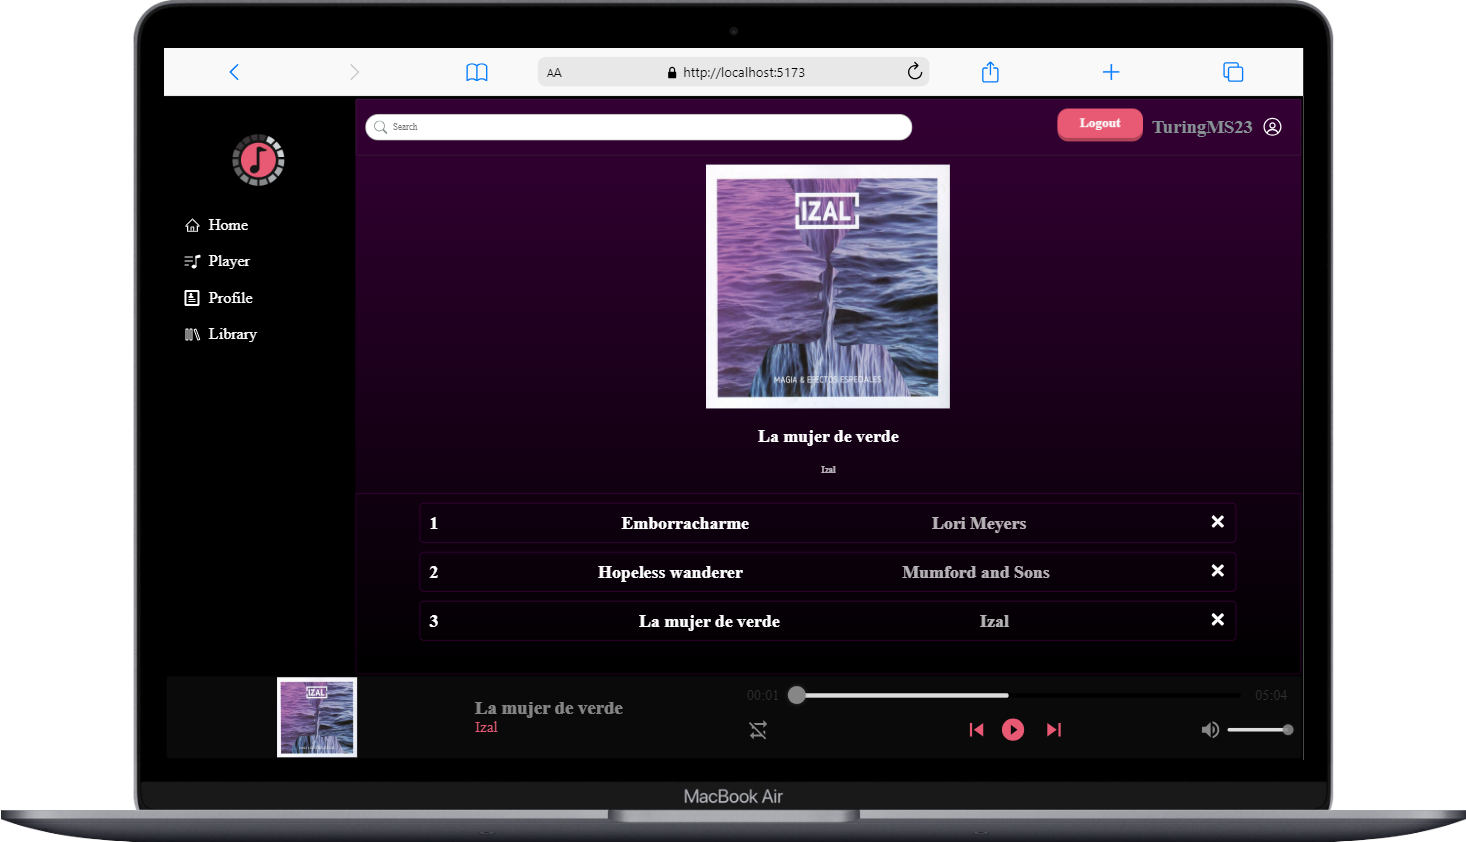 AA
http://localhost:5173
Search
Logout
TuringMS23
Home
Player
Profile
Library
IZAL
MAGIA & EFECTOS ESPECIALES
La mujer de verde
Izal
1 Emborracharme Lori Meyers
2 Hopeless wanderer Mumford and Sons
3 La mujer de verde Izal
IZAL
La mujer de verde
Izal
00:01
05:04
MacBook Air